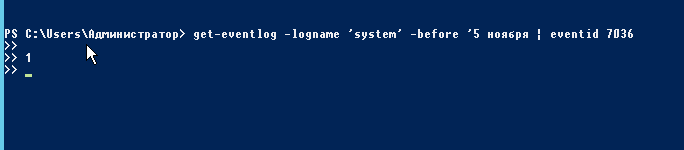 PS C:\Users\Администратор> get-eventlog -logname 'system' -before '5 ноября | eventid 7036
>>
>> 1
>>